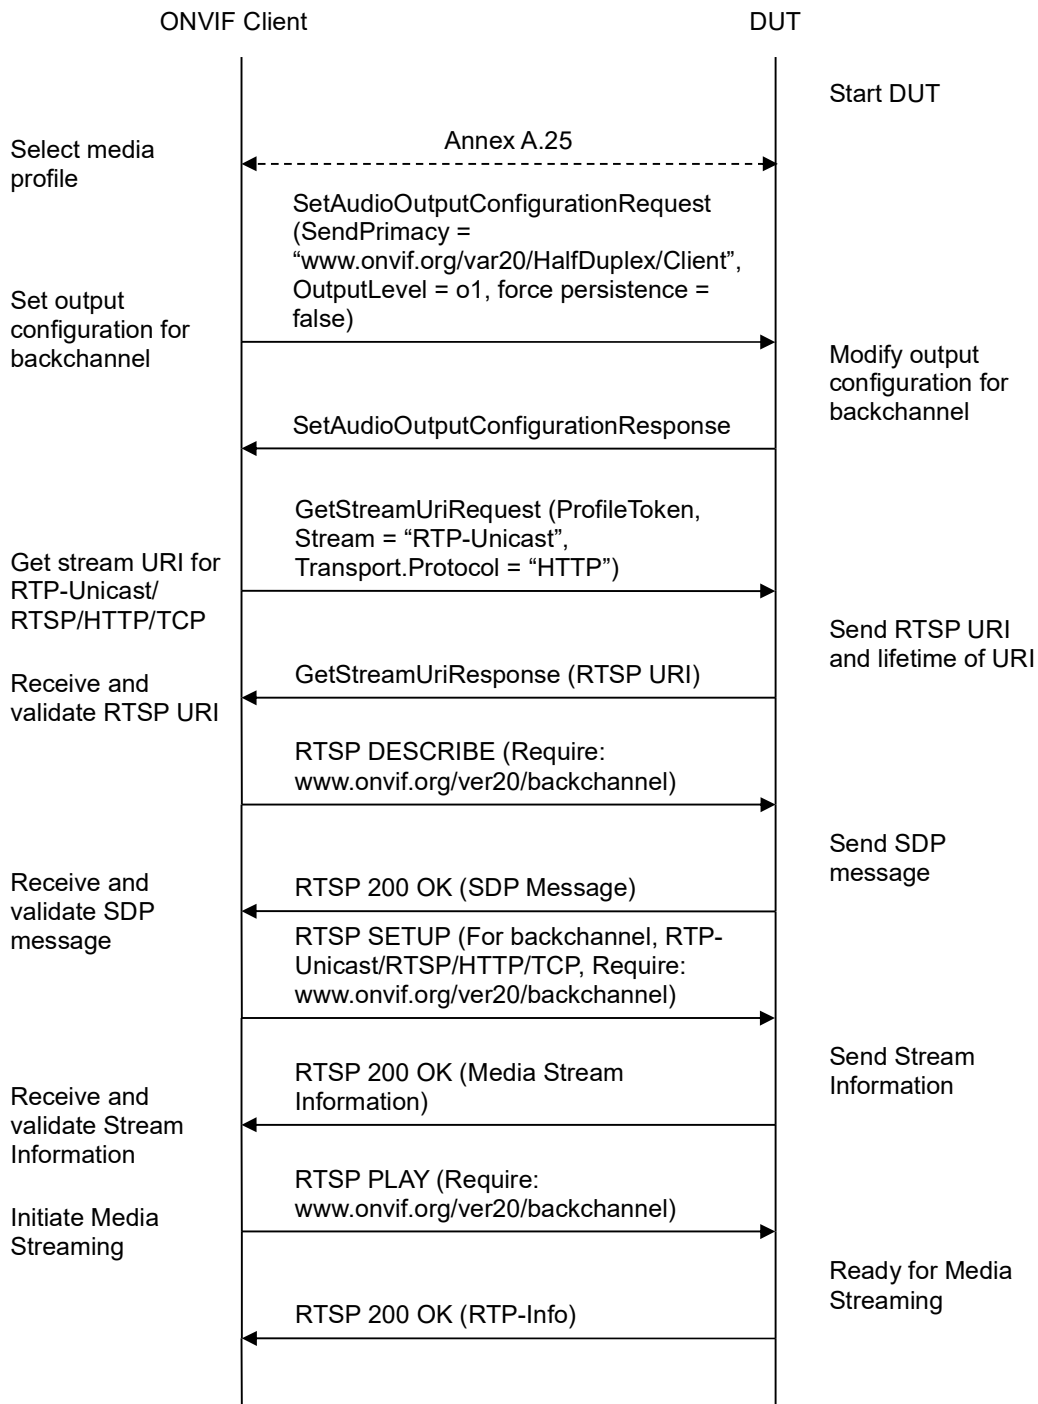 ONVIF Client
DUT
Start DUT
Annex A.25
Select media
profile
SetAudioOutputConfigurationRequest
(SendPrimacy =
“www.onvif.org/var20/HalfDuplex/Client”,
OutputLevel = o1, force persistence =
false)
Set output
configuration for
backchannel
Modify output
configuration for
backchannel
SetAudioOutputConfigurationResponse
GetStreamUriRequest (ProfileToken,
Stream = “RTP-Unicast”,
Transport.Protocol = “HTTP”)
Get stream URI for
RTP-Unicast/
RTSP/HTTP/TCP
Send RTSP URI
and lifetime of URI
GetStreamUriResponse (RTSP URI)
Receive and
validate RTSP URI
RTSP DESCRIBE (Require:
www.onvif.org/ver20/backchannel)
Send SDP
message
RTSP 200 OK (SDP Message)
Receive and
validate SDP
message
RTSP SETUP (For backchannel, RTP-
Unicast/RTSP/HTTP/TCP, Require:
www.onvif.org/ver20/backchannel)
Send Stream
Information
RTSP 200 OK (Media Stream
Information)
Receive and
validate Stream
Information
RTSP PLAY (Require:
www.onvif.org/ver20/backchannel)
Initiate Media
Streaming
Ready for Media
Streaming
RTSP 200 OK (RTP-Info)